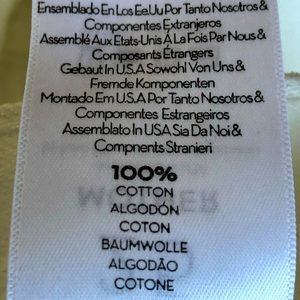 Ensamblado En Los Ee.Uu Por Tanto Nosotros &
Componentes Extranjeros
Assemblé Aux Etats-Unis Á La Fois Par Nous &
Composants Étrangers
Gebaut In U.S.A Sowohl Von Uns &
Fremde Komponenten
Montado Em U.S.A Por Tanto Nosotros &
Componentes Estrangeiros
Assemblato In USA Sia Da Noi &
Compnents Stranieri
100%
COTTON
ALGODÓN
COTON
BAUMWOLLE
ALGODÃO
COTONE